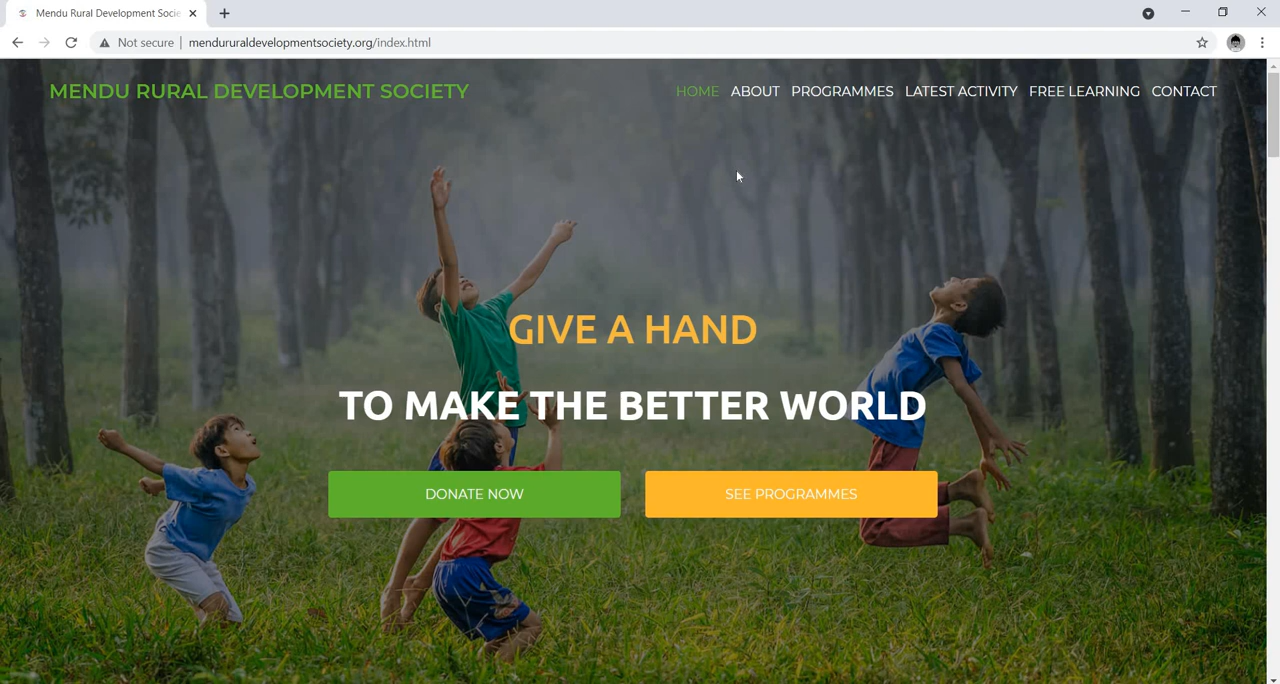 Mendu Rural Development Socie
Not secure | mendururaldevelopmentsociety.org/index.html
MENDU RURAL DEVELOPMENT SOCIETY
HOME ABOUT PROGRAMMES LATEST ACTIVITY FREE LEARNING CONTACT
GIVE A HAND
TO MAKE THE BETTER WORLD
DONATE NOW SEE PROGRAMMES